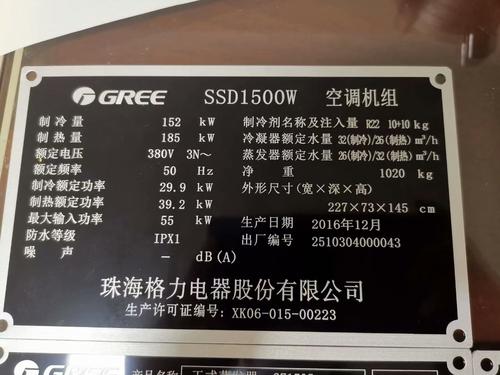 GREE SSD1500W 空调机组
制冷量 152 kW 制冷剂名称及注入量 R22 10+10 kg
制热量 185 kW 冷凝器额定水量 32(制冷)/26(制热) m³/h
额定电压 380V 3N～ 蒸发器额定水量 26(制冷)/32(制热) m³/h
额定频率 50 Hz 净重 1020 kg
制冷额定功率 29.9 kW 外形尺寸(宽×深×高)
制热额定功率 39.2 kW 227×73×145 cm
最大输入功率 55 kW 生产日期 2016年12月
防水等级 IPX1 出厂编号 2510304000043
噪声 － dB(A)
珠海格力电器股份有限公司
生产许可证编号: XK06-015-00223
GREE 产品名称